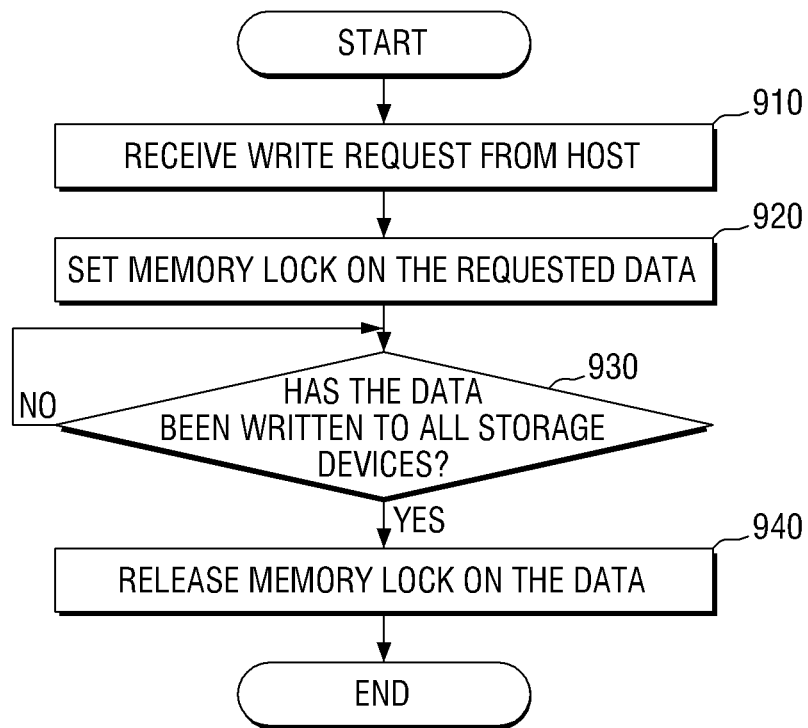 START
910
RECEIVE WRITE REQUEST FROM HOST
920
SET MEMORY LOCK ON THE REQUESTED DATA
930
HAS THE DATA
BEEN WRITTEN TO ALL STORAGE
DEVICES?
NO
YES
940
RELEASE MEMORY LOCK ON THE DATA
END